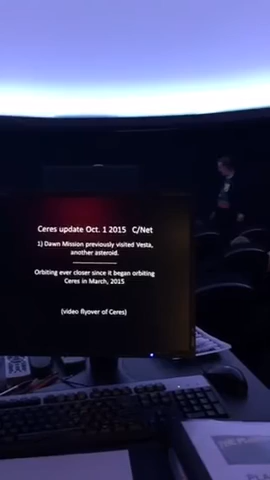 Ceres update Oct. 1 2015 C/Net
1) Dawn Mission previously visited Vesta,
another asteroid.
Orbiting ever closer since it began orbiting
Ceres in March, 2015
(video flyover of Ceres)